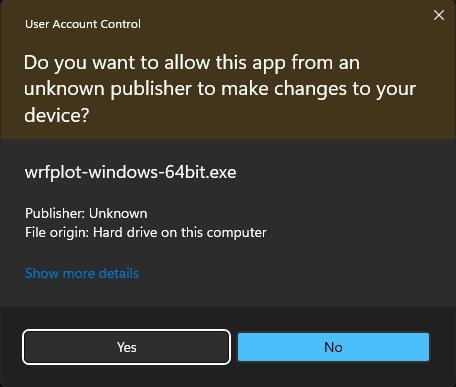 User Account Control
Do you want to allow this app from an
unknown publisher to make changes to your
device?
wrfplot-windows-64bit.exe
Publisher: Unknown
File origin: Hard drive on this computer
Show more details
Yes
No